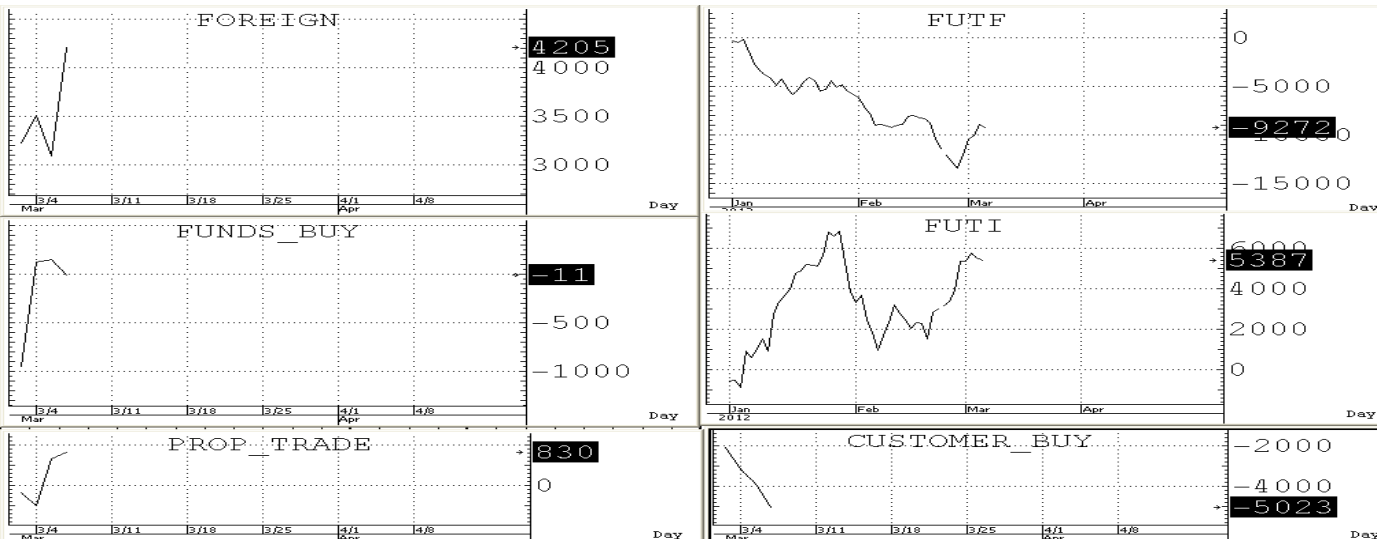 FOREIGN
4205
4000
3500
3000
3/4 3/11 3/18 3/25 4/1 4/8
Mar Apr
Day
FUTF
0
-5000
-9272
-15000
Jan Feb Mar Apr
Day
FUNDS_BUY
-11
-500
-1000
3/4 3/11 3/18 3/25 4/1 4/8
Mar Apr
Day
FUTI
6000
5387
4000
2000
0
Jan Feb Mar Apr
2012
Day
PROP_TRADE
830
0
3/4 3/11 3/18 3/25 4/1 4/8
Mar Apr
Day
CUSTOMER_BUY
-2000
-4000
-5023
3/4 3/11 3/18 3/25 4/1 4/8
Mar Apr
Day